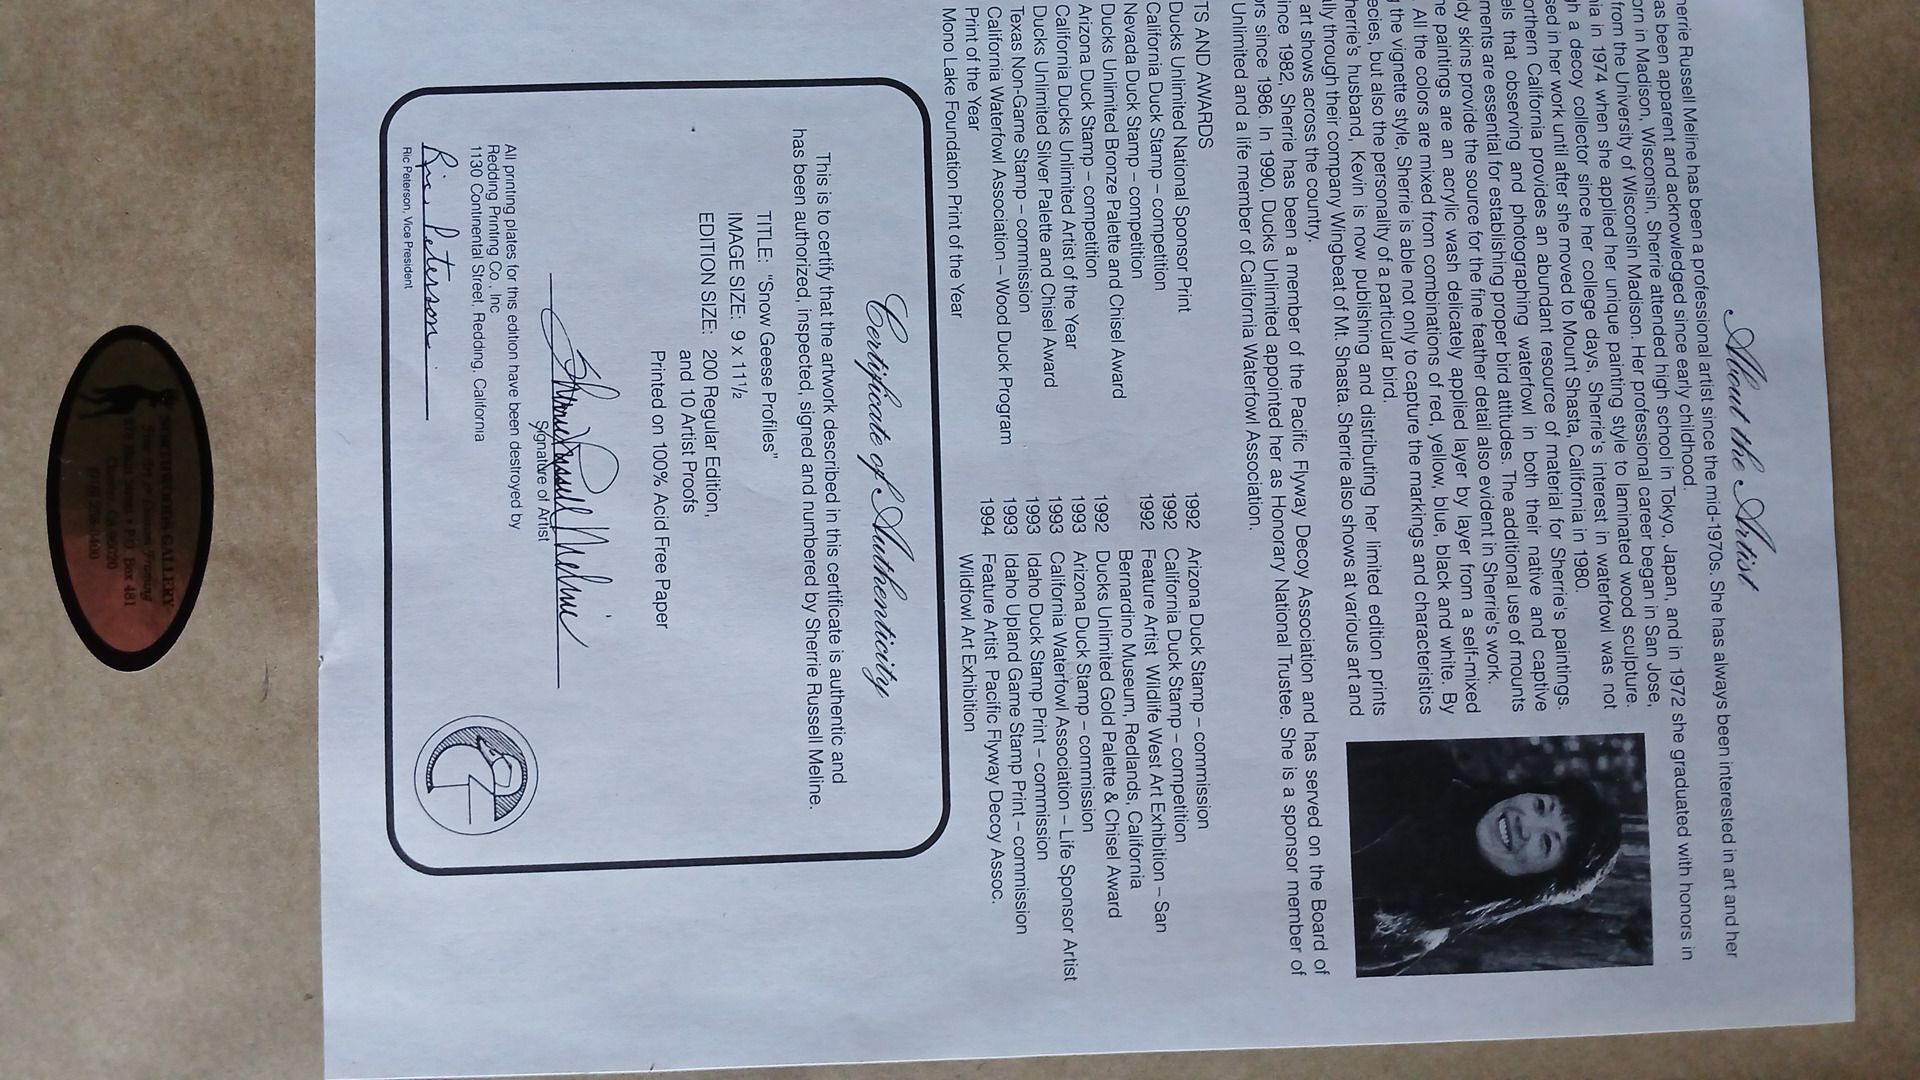 About the Artist
herrie Russell Meline has been a professional artist since the mid-1970s. She has always been interested in art and her
as been apparent and acknowledged since early childhood.
orn in Madison, Wisconsin, Sherrie attended high school in Tokyo, Japan, and in 1972 she graduated with honors in
from the University of Wisconsin Madison. Her professional career began in San Jose,
ia in 1974 when she applied her unique painting style to laminated wood sculpture.
h a decoy collector since her college days, Sherrie's interest in waterfowl was not
sed in her work until after she moved to Mount Shasta, California in 1980.
orthern California provides an abundant resource of material for Sherrie's paintings.
els that observing and photographing waterfowl in both their native and captive
ments are essential for establishing proper bird attitudes. The additional use of mounts
dy skins provide the source for the fine feather detail also evident in Sherrie's work.
he paintings are an acrylic wash delicately applied layer by layer from a self-mixed
. All the colors are mixed from combinations of red, yellow, blue, black and white. By
g the vignette style, Sherrie is able not only to capture the markings and characteristics
ecies, but also the personality of a particular bird.
herrie's husband, Kevin is now publishing and distributing her limited edition prints
lly through their company Wingbeat of Mt. Shasta. Sherrie also shows at various art and
art shows across the country.
ince 1982, Sherrie has been a member of the Pacific Flyway Decoy Association and has served on the Board of
ors since 1986. In 1990, Ducks Unlimited appointed her as Honorary National Trustee. She is a sponsor member of
Unlimited and a life member of California Waterfowl Association.
TS AND AWARDS
Ducks Unlimited National Sponsor Print
California Duck Stamp – competition
Nevada Duck Stamp – competition
Ducks Unlimited Bronze Palette and Chisel Award
Arizona Duck Stamp – competition
California Ducks Unlimited Artist of the Year
Ducks Unlimited Silver Palette and Chisel Award
Texas Non-Game Stamp – commission
California Waterfowl Association – Wood Duck Program
Print of the Year
Mono Lake Foundation Print of the Year
1992 Arizona Duck Stamp – commission
1992 California Duck Stamp – competition
1992 Feature Artist Wildlife West Art Exhibition – San
Bernardino Museum, Redlands, California
1992 Ducks Unlimited Gold Palette & Chisel Award
1993 Arizona Duck Stamp – commission
1993 California Waterfowl Association – Life Sponsor Artist
1993 Idaho Duck Stamp Print – commission
1993 Idaho Upland Game Stamp Print – commission
1994 Feature Artist Pacific Flyway Decoy Assoc.
Wildfowl Art Exhibition
Certificate of Authenticity
This is to certify that the artwork described in this certificate is authentic and
has been authorized, inspected, signed and numbered by Sherrie Russell Meline.
TITLE: "Snow Geese Profiles"
IMAGE SIZE: 9 x 11½
EDITION SIZE: 200 Regular Edition,
and 10 Artist Proofs
Printed on 100% Acid Free Paper
Sherrie Russell Meline
Signature of Artist
All printing plates for this edition have been destroyed by
Redding Printing Co., Inc.
1130 Continental Street, Redding, California
Ric Peterson
Ric Peterson, Vice President
the
SPORTSWOODS GALLERY
Fine Art & Custom Framing
Main Street • P.O. Box 481
Chester, CA 96020